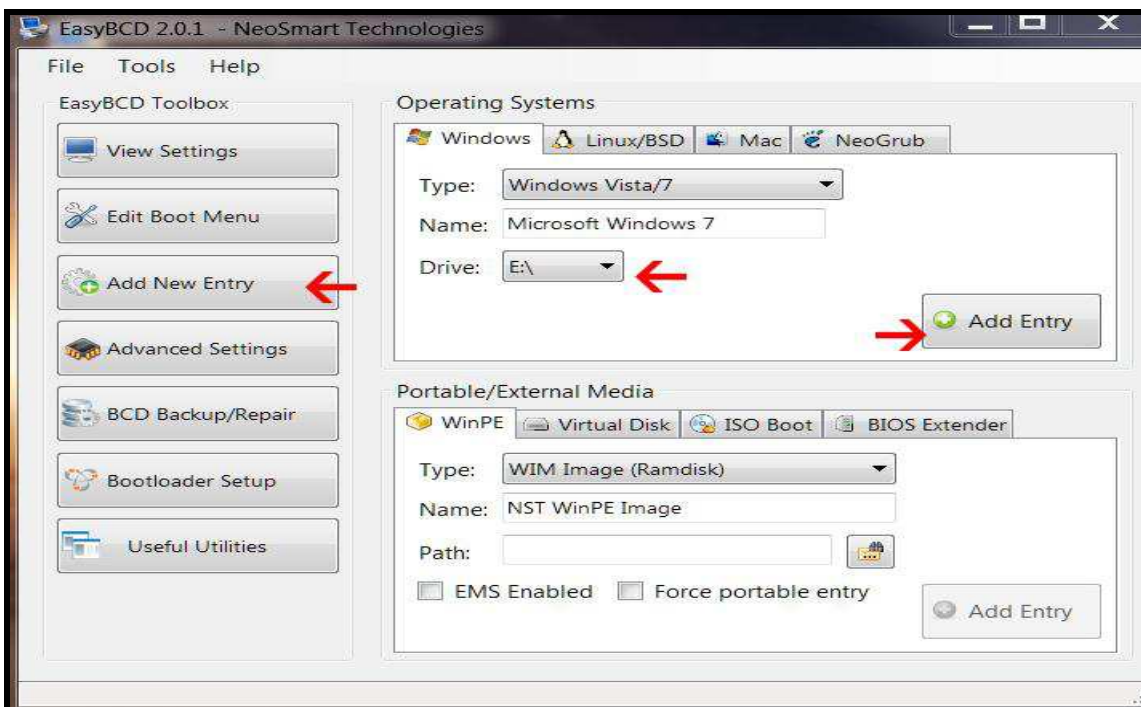 EasyBCD 2.0.1 - NeoSmart Technologies
File Tools Help
EasyBCD Toolbox
View Settings
Edit Boot Menu
Add New Entry
Advanced Settings
BCD Backup/Repair
Bootloader Setup
Useful Utilities
Operating Systems
Windows Linux/BSD Mac NeoGrub
Type: Windows Vista/7
Name: Microsoft Windows 7
Drive: E:\
Add Entry
Portable/External Media
WinPE Virtual Disk ISO Boot BIOS Extender
Type: WIM Image (Ramdisk)
Name: NST WinPE Image
Path:
EMS Enabled Force portable entry
Add Entry